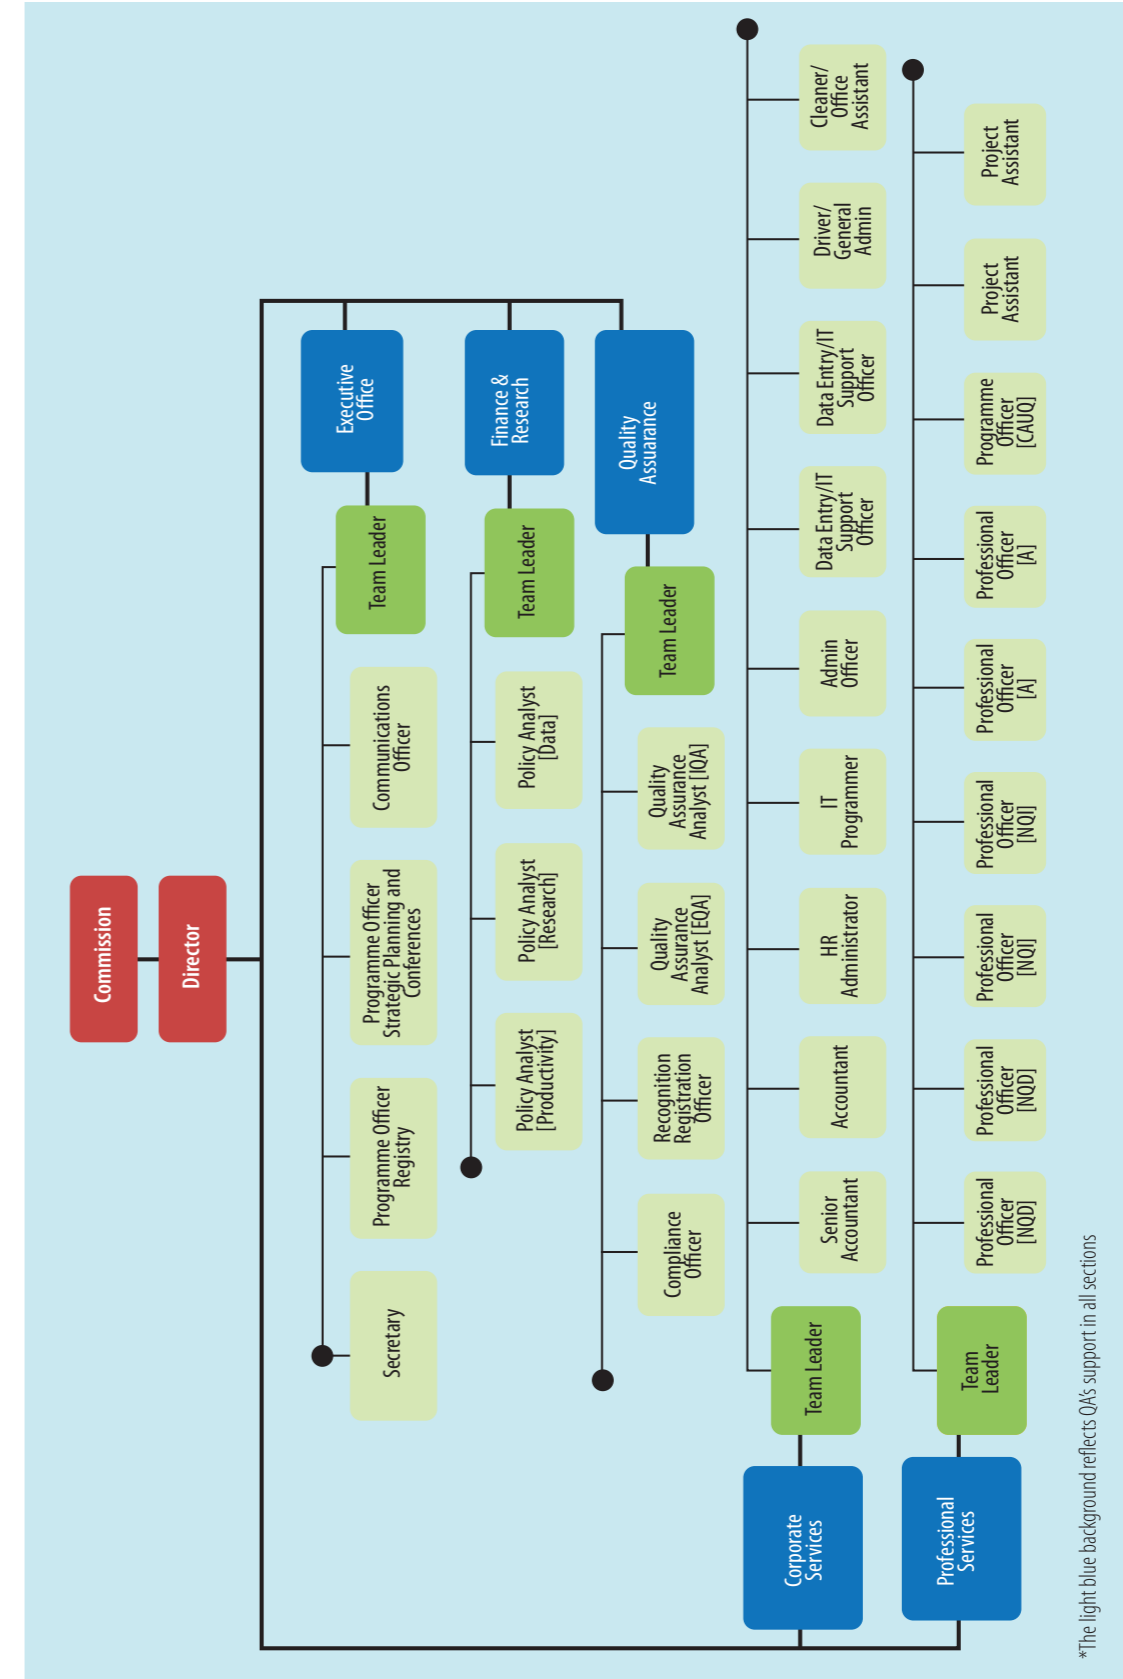 Commission
Director
Executive
Office
Team Leader
Communications
Officer
Programme Officer
Strategic Planning and
Conferences
Programme Officer
Registry
Secretary
Finance &
Research
Team Leader
Policy Analyst
[Data]
Policy Analyst
[Research]
Policy Analyst
[Productivity]
Quality
Assuarance
Team Leader
Quality
Assurance
Analyst [IQA]
Quality
Assurance
Analyst [EQA]
Recognition
Registration
Officer
Compliance
Officer
Corporate
Services
Team Leader
Senior
Accountant
Accountant
HR
Administrator
IT
Programmer
Admin
Officer
Data Entry/IT
Support
Officer
Data Entry/IT
Support
Officer
Driver/
General
Admin
Cleaner/
Office
Assistant
Professional
Services
Team
Leader
Professional
Officer
[NQD]
Professional
Officer
[NQD]
Professional
Officer
[NQI]
Professional
Officer
[NQI]
Professional
Officer
[A]
Professional
Officer
[A]
Programme
Officer
[CAUQ]
Project
Assistant
Project
Assistant
*The light blue background reflects QA's support in all sections